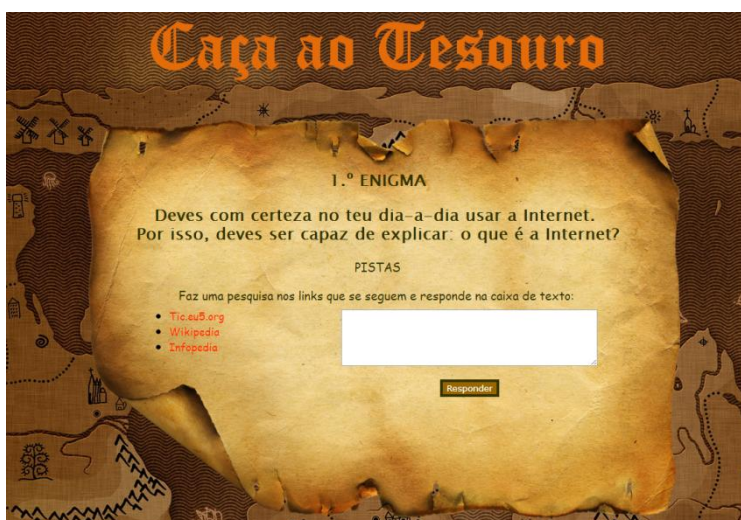 Caça ao Tesouro
1.º ENIGMA
Deves com certeza no teu dia-a-dia usar a Internet.
Por isso, deves ser capaz de explicar: o que é a Internet?
PISTAS
Faz uma pesquisa nos links que se seguem e responde na caixa de texto:
Tic.eu5.org
Wikipedia
Infopedia
Responder